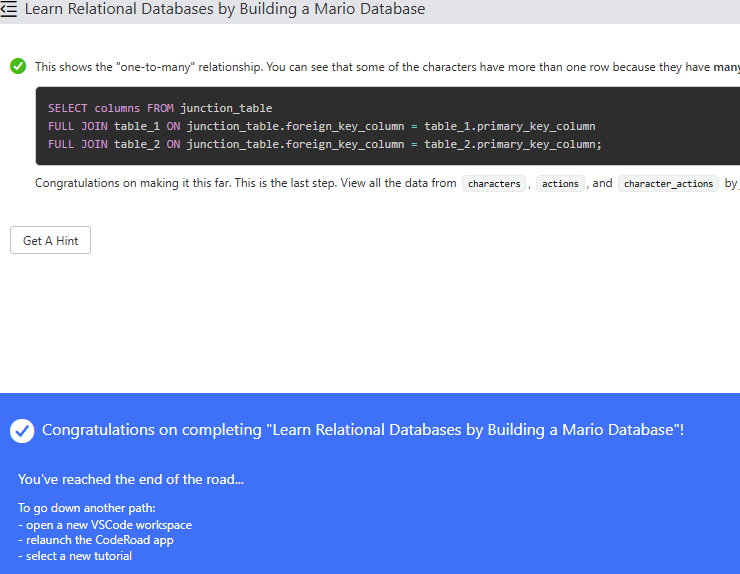 Learn Relational Databases by Building a Mario Database
This shows the "one-to-many" relationship. You can see that some of the characters have more than one row because they have many
SELECT columns FROM junction_table
FULL JOIN table_1 ON junction_table.foreign_key_column = table_1.primary_key_column
FULL JOIN table_2 ON junction_table.foreign_key_column = table_2.primary_key_column;
Congratulations on making it this far. This is the last step. View all the data from characters , actions , and character_actions by
Get A Hint
Congratulations on completing "Learn Relational Databases by Building a Mario Database"!
You've reached the end of the road...
To go down another path:
- open a new VSCode workspace
- relaunch the CodeRoad app
- select a new tutorial